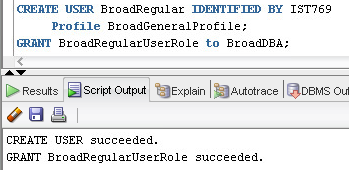 CREATE USER BroadRegular IDENTIFIED BY IST769
Profile BroadGeneralProfile;
GRANT BroadRegularUserRole to BroadDBA;
Results Script Output Explain Autotrace DBMS Out
CREATE USER succeeded.
GRANT BroadRegularUserRole succeeded.